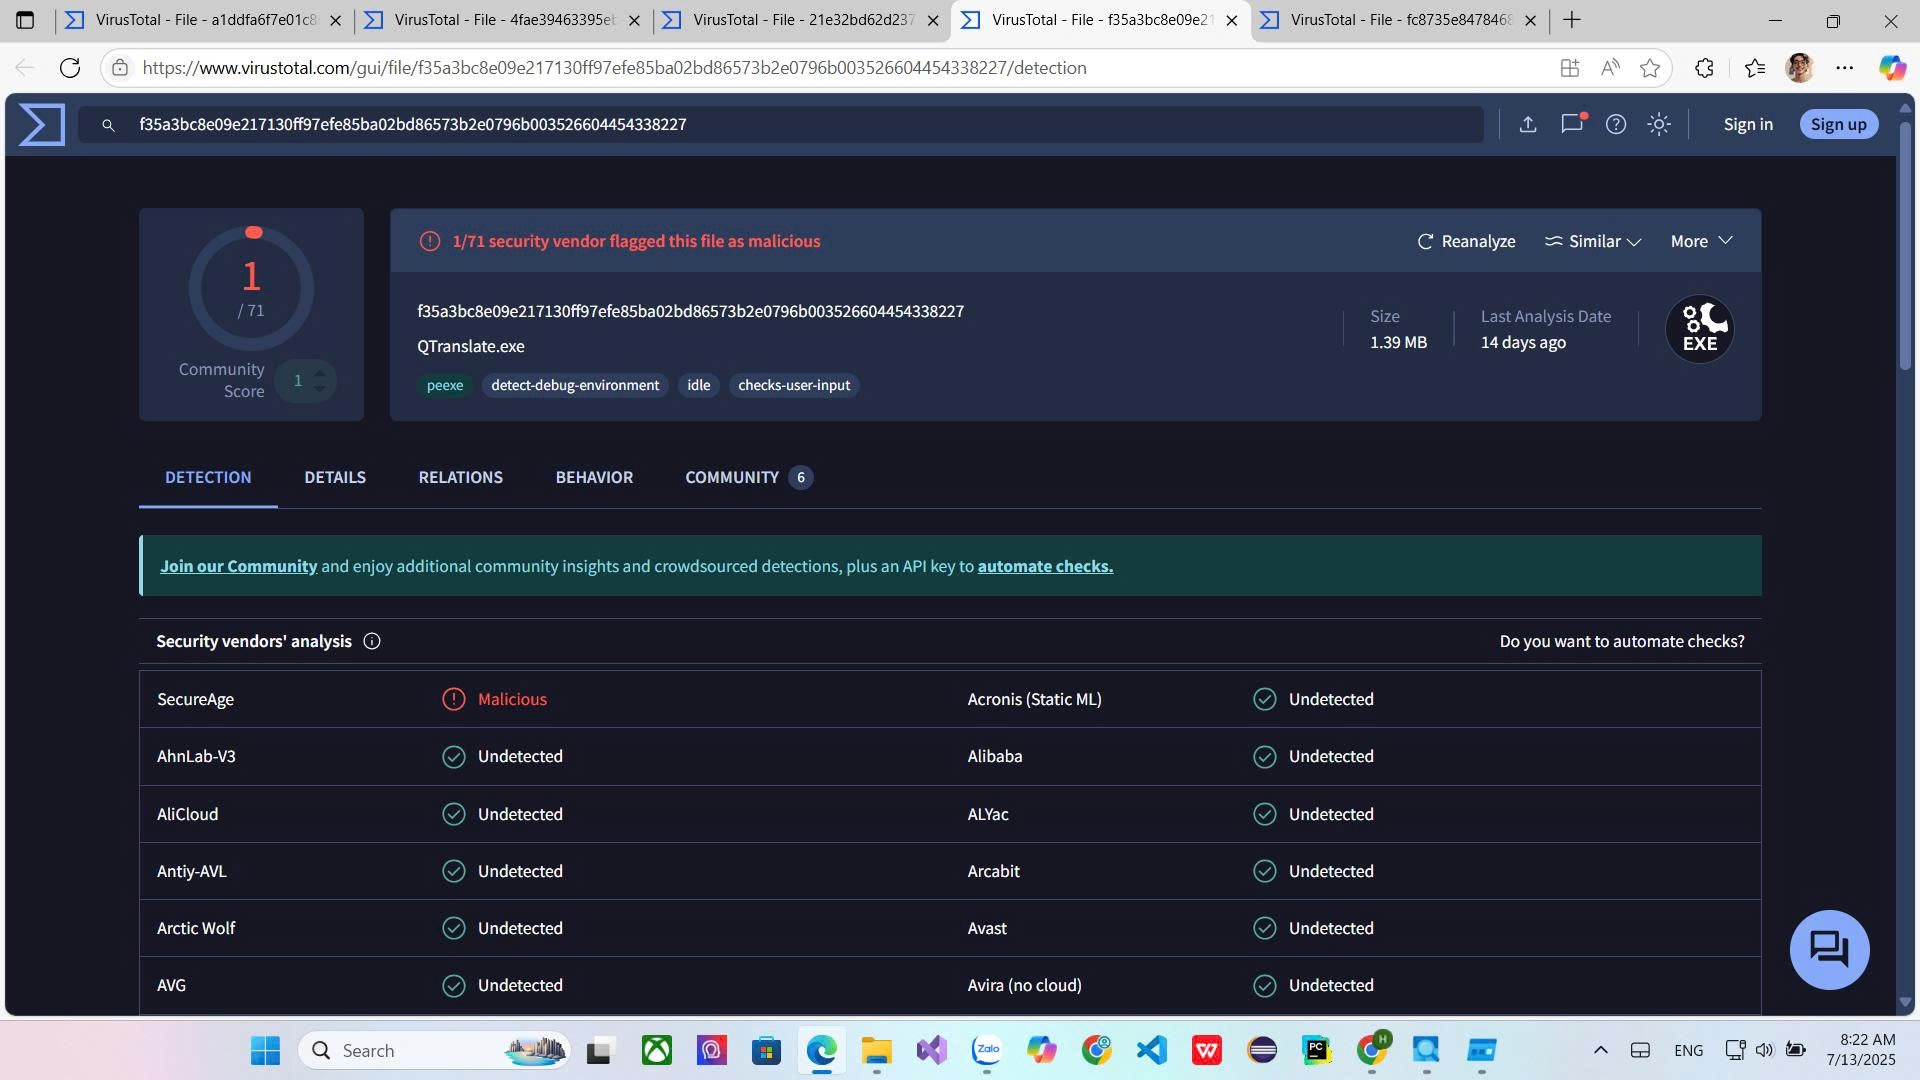 VirusTotal - File - a1ddfa6f7e01c8
VirusTotal - File - 4fae39463395eb
VirusTotal - File - 21e32bd62d237
VirusTotal - File - f35a3bc8e09e21
VirusTotal - File - fc8735e8478468
https://www.virustotal.com/gui/file/f35a3bc8e09e217130ff97efe85ba02bd86573b2e0796b003526604454338227/detection
f35a3bc8e09e217130ff97efe85ba02bd86573b2e0796b003526604454338227
Sign in
Sign up
1
/ 71
Community Score
1
1/71 security vendor flagged this file as malicious
Reanalyze
Similar
More
f35a3bc8e09e217130ff97efe85ba02bd86573b2e0796b003526604454338227
QTranslate.exe
peexe
detect-debug-environment
idle
checks-user-input
Size
1.39 MB
Last Analysis Date
14 days ago
EXE
DETECTION
DETAILS
RELATIONS
BEHAVIOR
COMMUNITY 6
Join our Community and enjoy additional community insights and crowdsourced detections, plus an API key to automate checks.
Security vendors' analysis
Do you want to automate checks?
SecureAge Malicious Acronis (Static ML) Undetected
AhnLab-V3 Undetected Alibaba Undetected
AliCloud Undetected ALYac Undetected
Antiy-AVL Undetected Arcabit Undetected
Arctic Wolf Undetected Avast Undetected
AVG Undetected Avira (no cloud) Undetected
Search
Zalo
W
PC
H
ENG
8:22 AM
7/13/2025